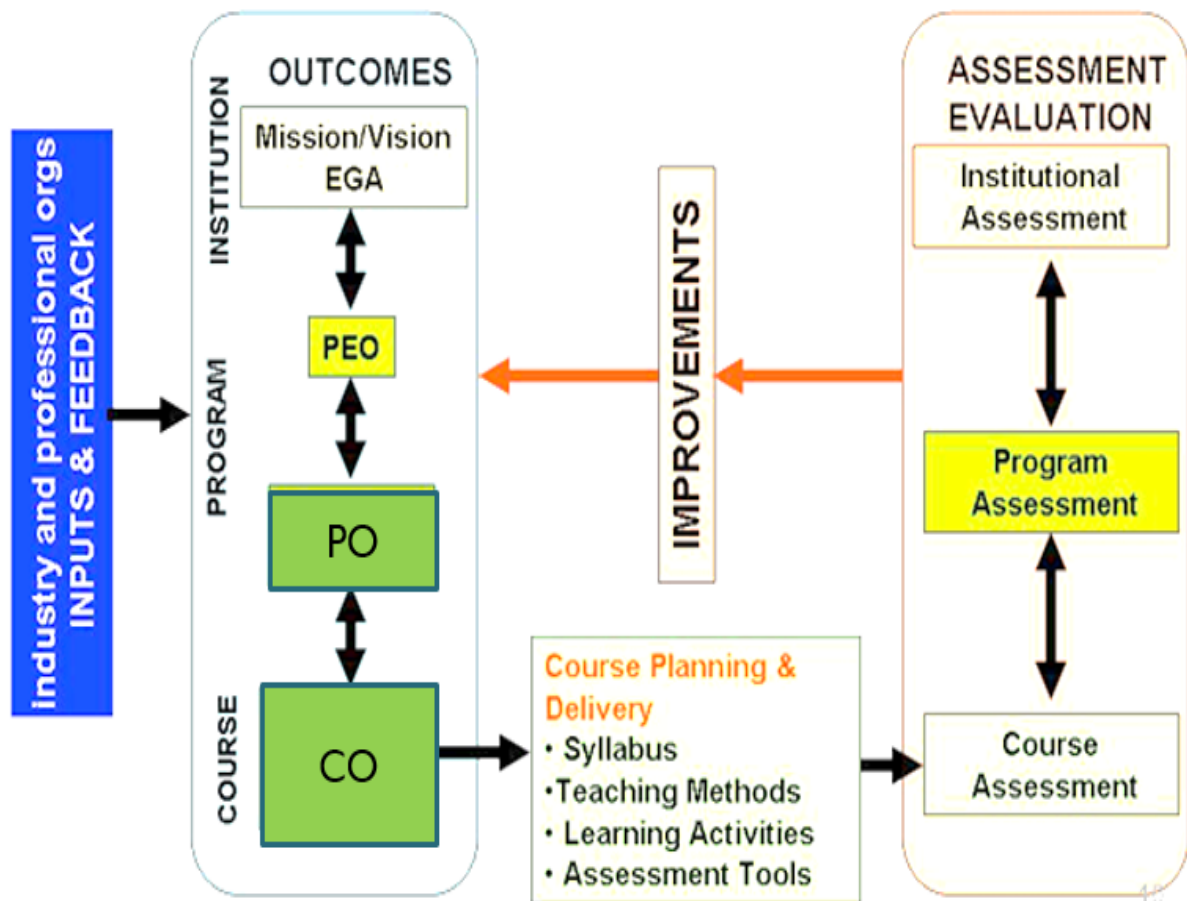 industry and professional orgs
INPUTS & FEEDBACK
INSTITUTION
PROGRAM
COURSE
OUTCOMES
Mission/Vision
EGA
PEO
PO
CO
Course Planning &
Delivery
• Syllabus
•Teaching Methods
• Learning Activities
• Assessment Tools
IMPROVEMENTS
ASSESSMENT
EVALUATION
Institutional
Assessment
Program
Assessment
Course
Assessment